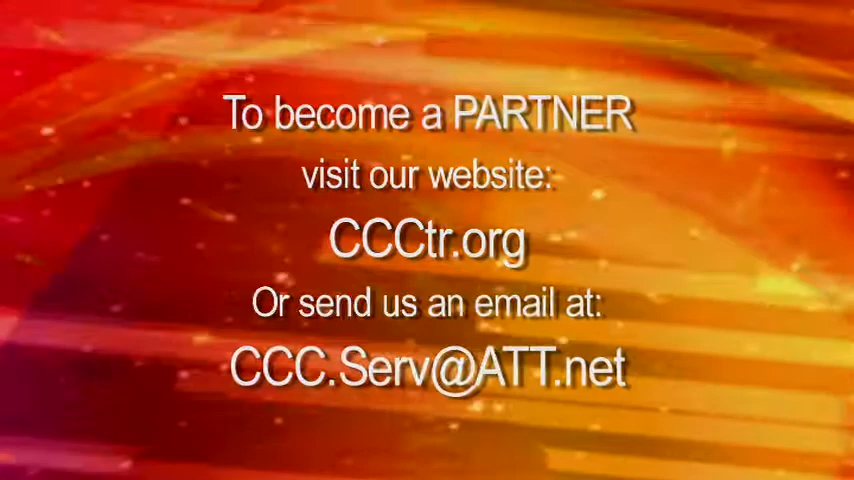 To become a PARTNER
visit our website:
CCCtr.org
Or send us an email at:
CCC.Serv@ATT.net